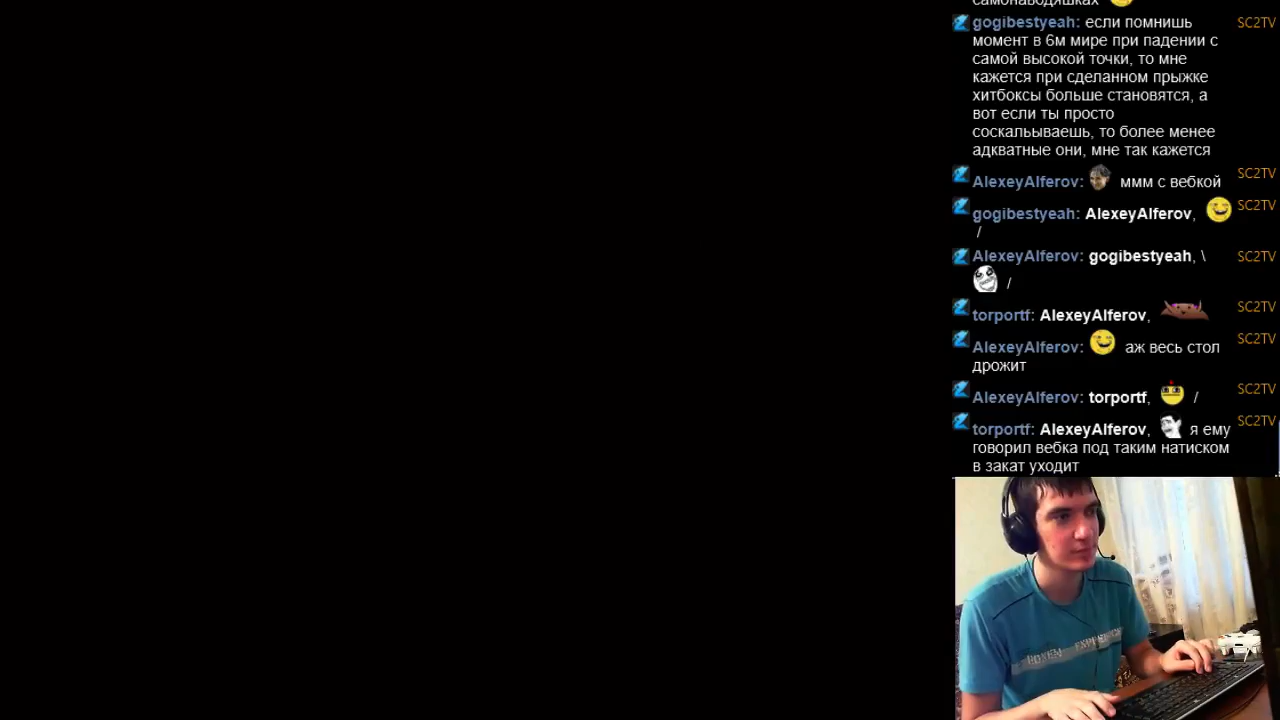 самонаводяшках
gogibestyeah: если помнишь SC2TV
момент в 6м мире при падении с
самой высокой точки, то мне
кажется при сделанном прыжке
хитбоксы больше становятся, а
вот если ты просто
соскальываешь, то более менее
адкватные они, мне так кажется
AlexeyAlferov: ммм с вебкой SC2TV
gogibestyeah: AlexeyAlferov, SC2TV
/
AlexeyAlferov: gogibestyeah, \ SC2TV
/
torportf: AlexeyAlferov, SC2TV
AlexeyAlferov: аж весь стол SC2TV
дрожит
AlexeyAlferov: torportf, / SC2TV
torportf: AlexeyAlferov, я ему SC2TV
говорил вебка под таким натиском
в закат уходит